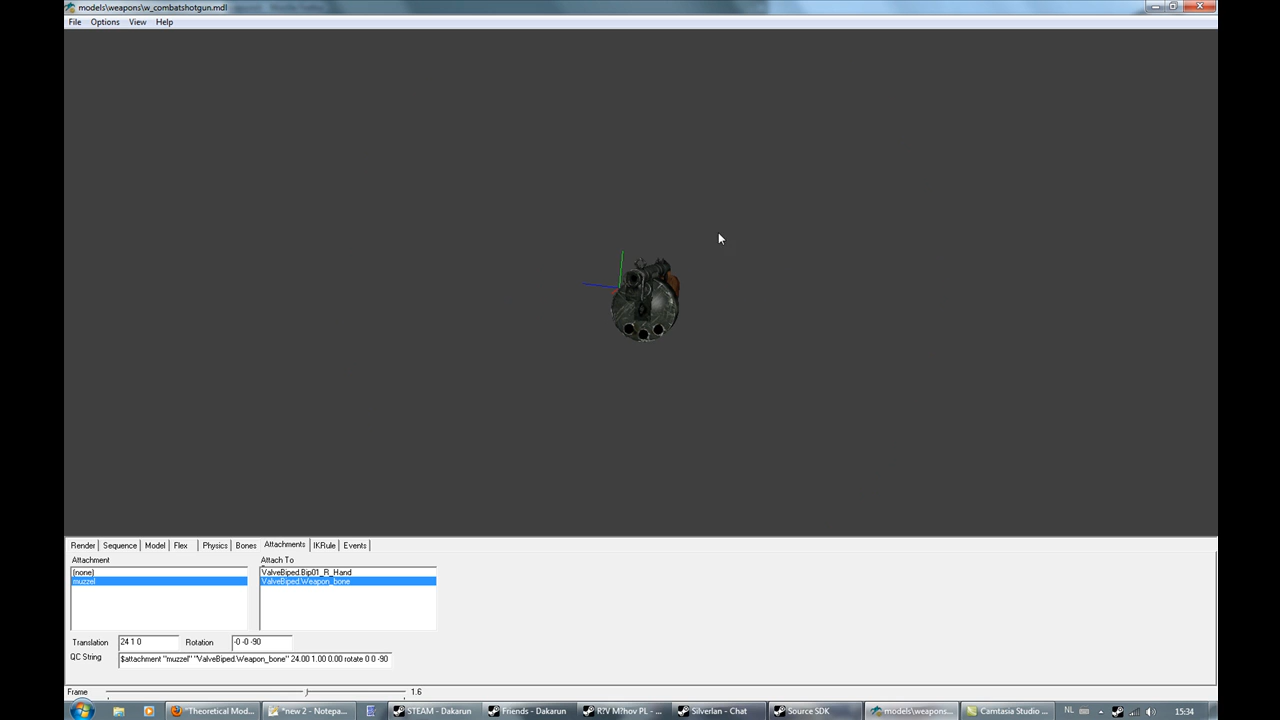 models\weapons\w_combatshotgun.mdl
File Options View Help
Render Sequence Model Flex Physics Bones Attachments IKRule Events
Attachment Attach To
(none) ValveBiped.Bip01_R_Hand
muzzel ValveBiped.Weapon_bone
Translation 24 1 0 Rotation -0 -0 -90
QC String $attachment "muzzel" "ValveBiped.Weapon_bone" 24.00 1.00 0.00 rotate 0 0 -90
Frame 1.6
"Theoretical Mod... *new 2 - Notepa... STEAM - Dakarun Friends - Dakarun R?V M?hov PL - ... Silverlan - Chat Source SDK models\weapons... Camtasia Studio ... NL 15:34